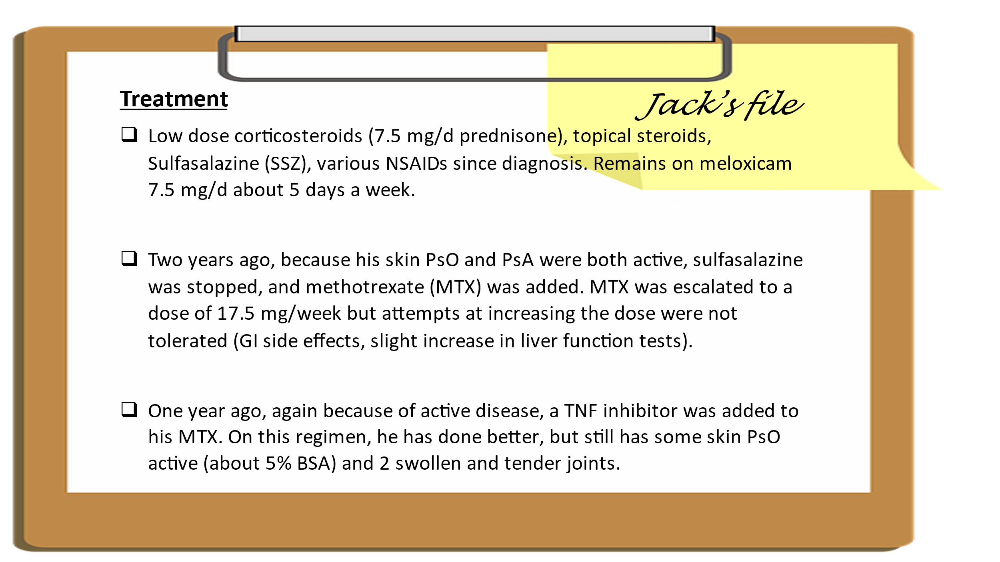 Jack's file
Treatment
Low dose corticosteroids (7.5 mg/d prednisone), topical steroids,
Sulfasalazine (SSZ), various NSAIDs since diagnosis. Remains on meloxicam
7.5 mg/d about 5 days a week.
Two years ago, because his skin PsO and PsA were both active, sulfasalazine
was stopped, and methotrexate (MTX) was added. MTX was escalated to a
dose of 17.5 mg/week but attempts at increasing the dose were not
tolerated (GI side effects, slight increase in liver function tests).
One year ago, again because of active disease, a TNF inhibitor was added to
his MTX. On this regimen, he has done better, but still has some skin PsO
active (about 5% BSA) and 2 swollen and tender joints.